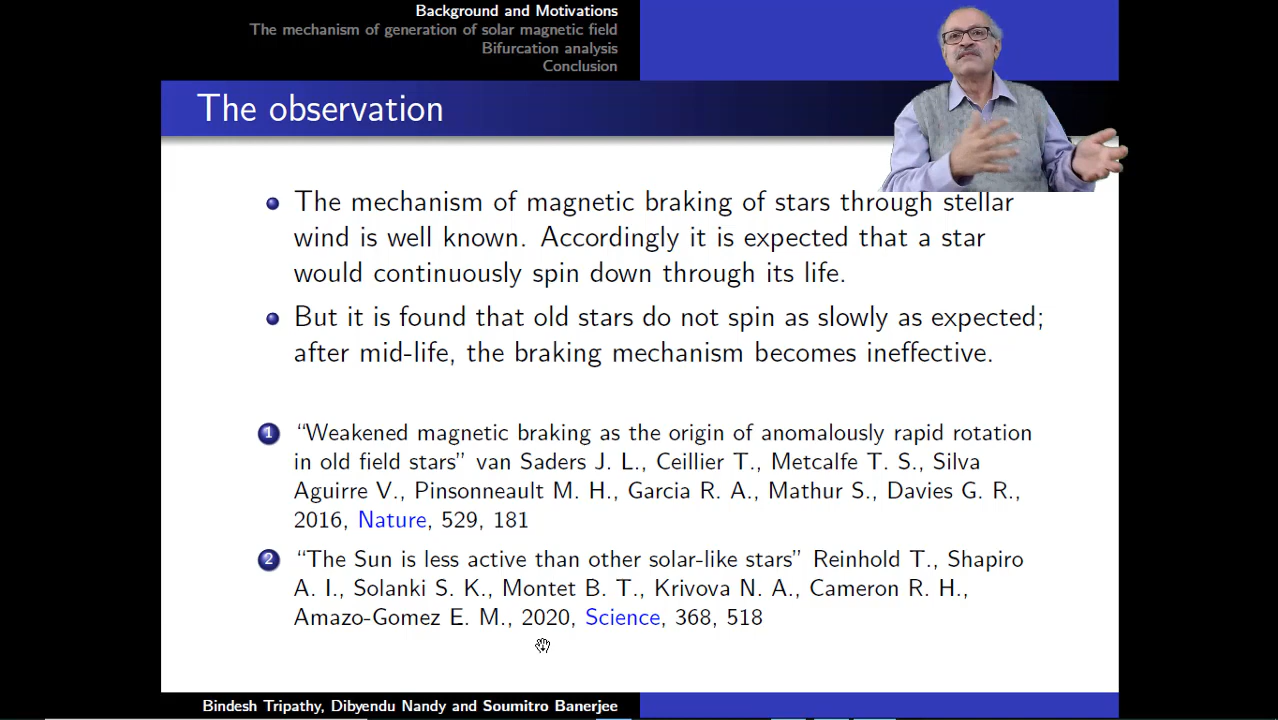 Background and Motivations
The mechanism of generation of solar magnetic field
Bifurcation analysis
Conclusion
The observation
The mechanism of magnetic braking of stars through stellar
wind is well known. Accordingly it is expected that a star
would continuously spin down through its life.
But it is found that old stars do not spin as slowly as expected;
after mid-life, the braking mechanism becomes ineffective.
1 “Weakened magnetic braking as the origin of anomalously rapid rotation
in old field stars” van Saders J. L., Ceillier T., Metcalfe T. S., Silva
Aguirre V., Pinsonneault M. H., Garcia R. A., Mathur S., Davies G. R.,
2016, Nature, 529, 181
2 “The Sun is less active than other solar-like stars” Reinhold T., Shapiro
A. I., Solanki S. K., Montet B. T., Krivova N. A., Cameron R. H.,
Amazo-Gomez E. M., 2020, Science, 368, 518
Bindesh Tripathy, Dibyendu Nandy and Soumitro Banerjee